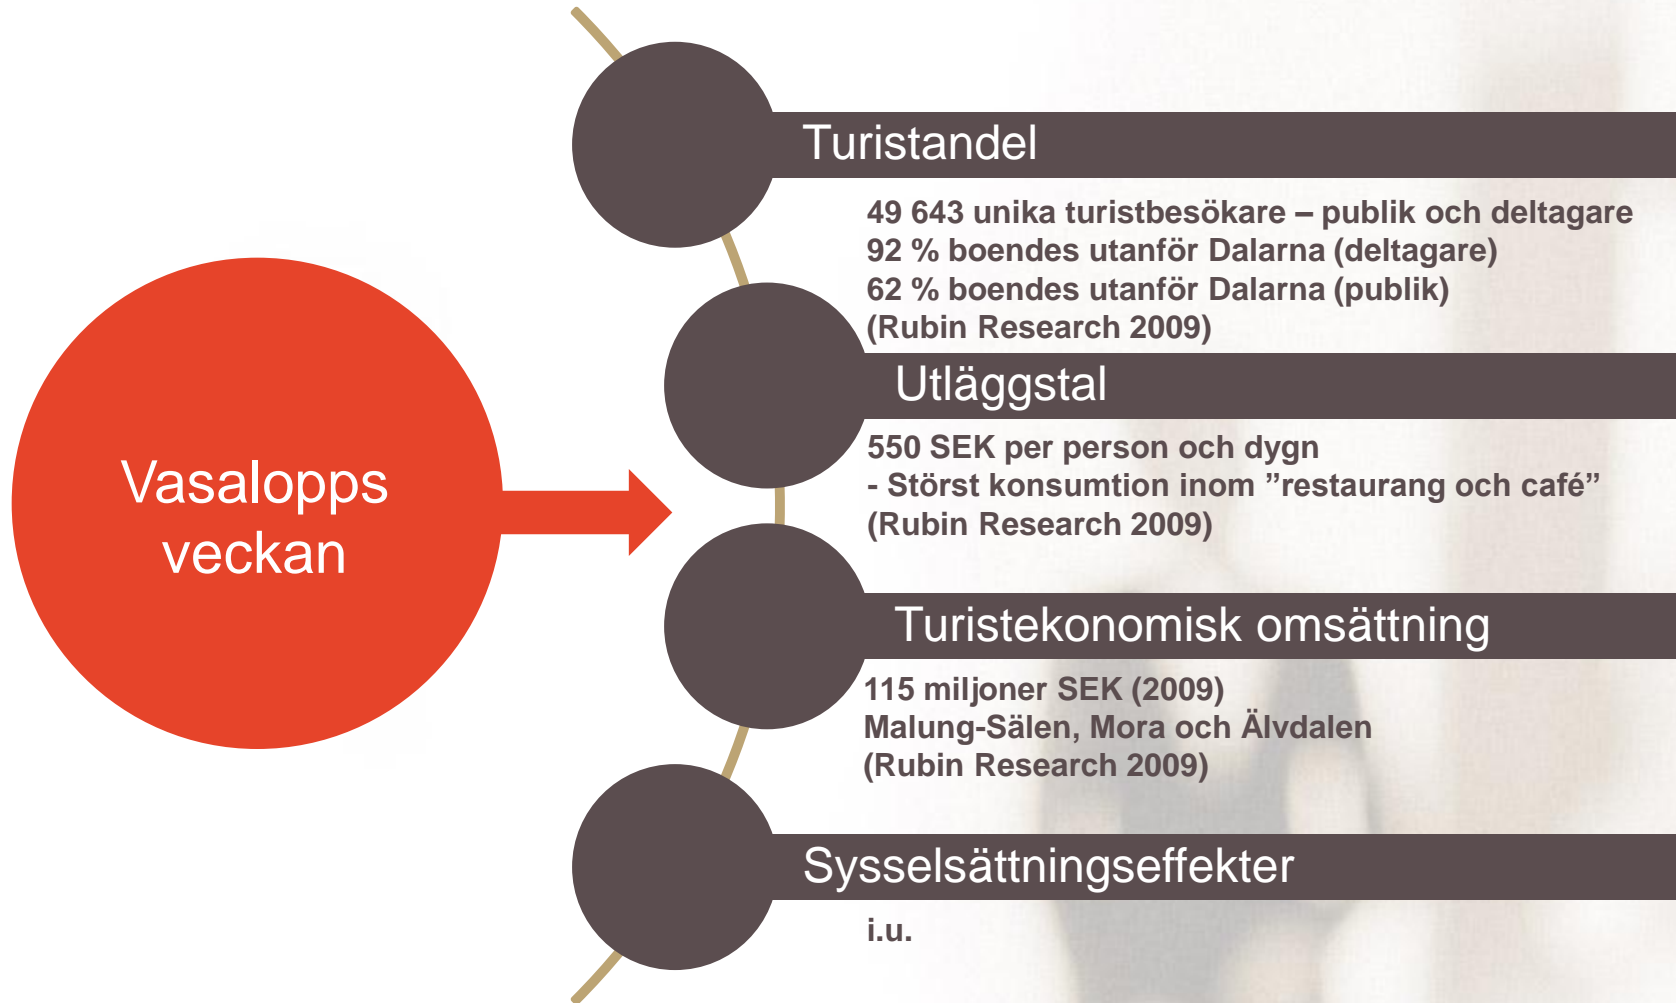 Vasalopps
veckan
Turistandel
49 643 unika turistbesökare – publik och deltagare
92 % boendes utanför Dalarna (deltagare)
62 % boendes utanför Dalarna (publik)
(Rubin Research 2009)
Utläggstal
550 SEK per person och dygn
- Störst konsumtion inom ”restaurang och café”
(Rubin Research 2009)
Turistekonomisk omsättning
115 miljoner SEK (2009)
Malung-Sälen, Mora och Älvdalen
(Rubin Research 2009)
Sysselsättningseffekter
i.u.